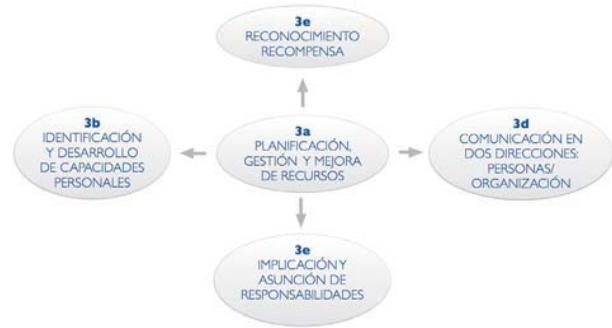 3e
RECONOCIMIENTO
RECOMPENSA
3b
IDENTIFICACIÓN
Y DESARROLLO
DE CAPACIDADES
PERSONALES
3a
PLANIFICACIÓN,
GESTIÓN Y MEJORA
DE RECURSOS
3d
COMUNICACIÓN EN
DOS DIRECCIONES:
PERSONAS/
ORGANIZACIÓN
3e
IMPLICACIÓN Y
ASUNCIÓN DE
RESPONSABILIDADES